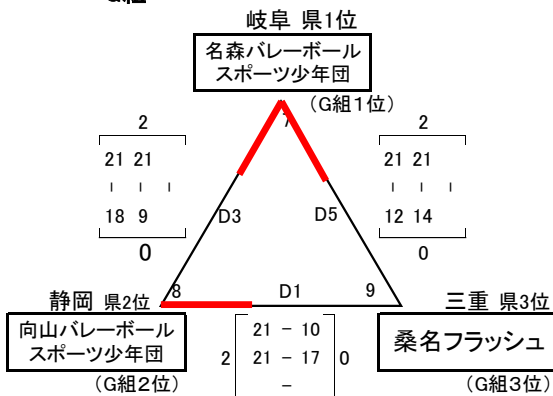 G組
岐阜 県1位
名森バレーボール
スポーツ少年団
(G組1位)
7
2
21 21
- - -
18 9
0
2
21 21
- - -
12 14
0
D3
D5
静岡 県2位
8
D1
9
三重 県3位
向山バレーボール
スポーツ少年団
(G組2位)
2
21 - 10
21 - 17
-
0
桑名フラッシュ
(G組3位)